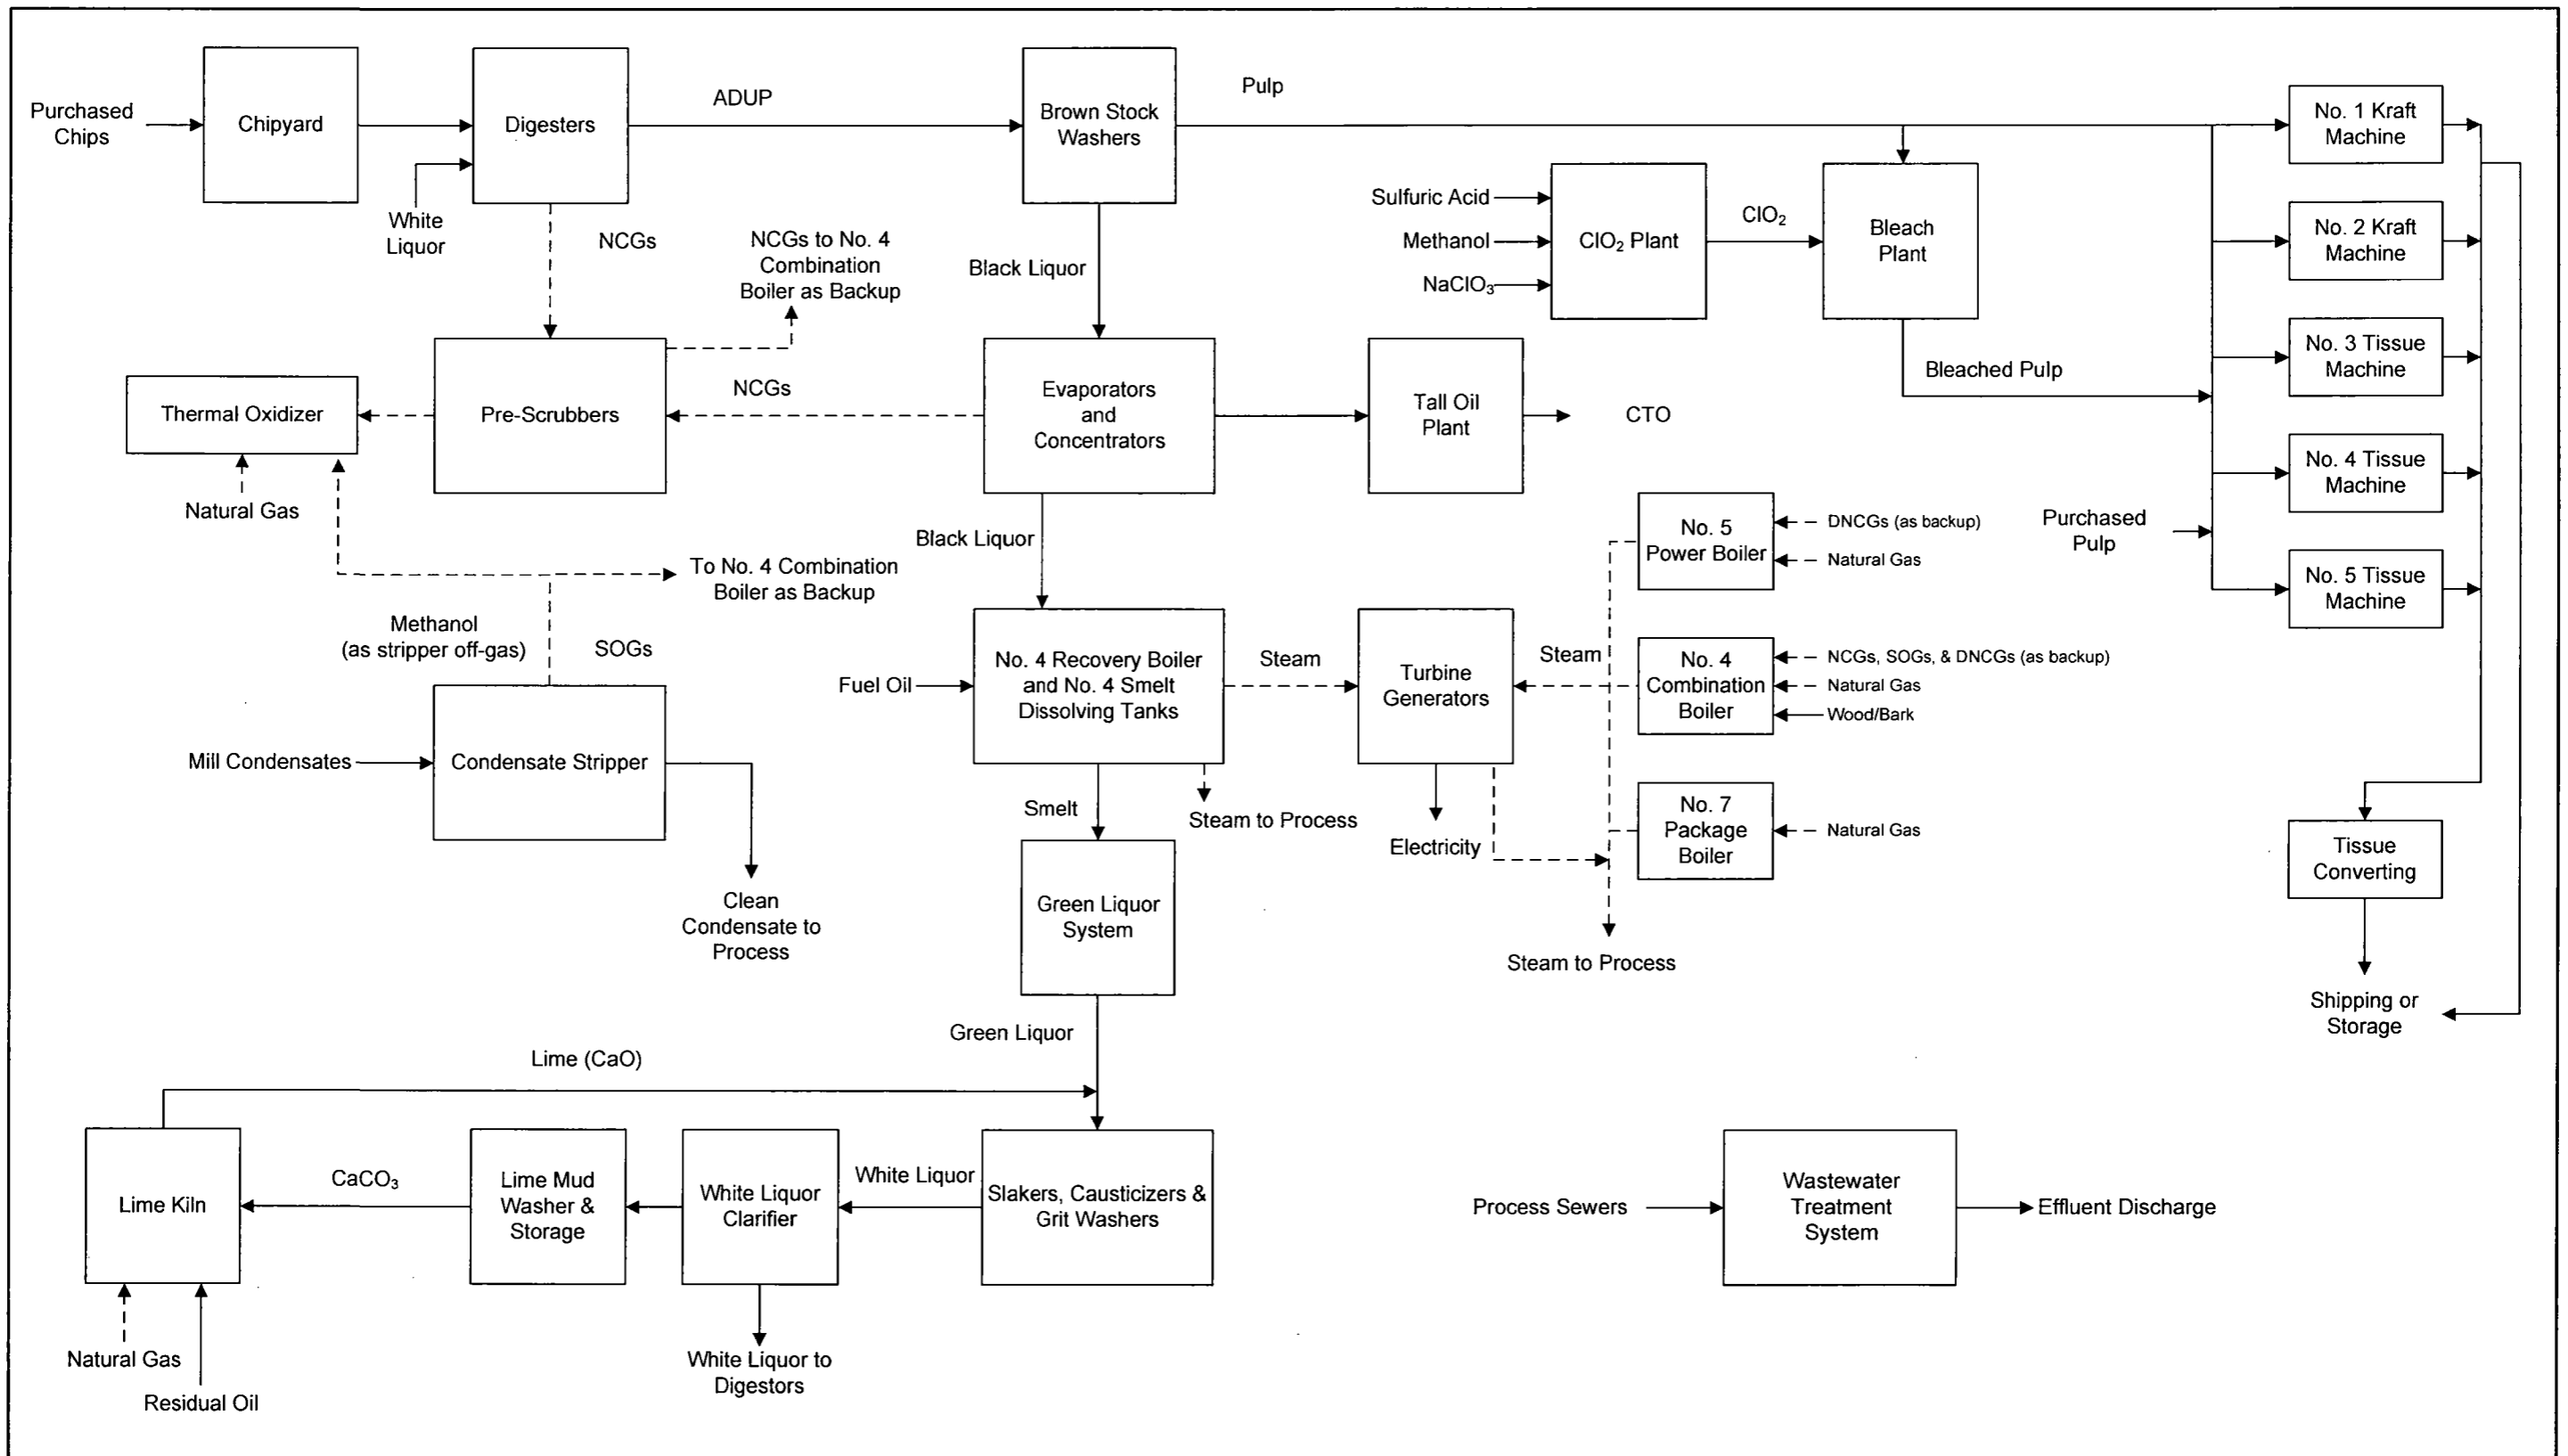 Purchased
Chips
Chipyard
Digesters
ADUP
Brown Stock
Washers
Pulp
No. 1 Kraft
Machine
White
Liquor
NCGs
NCGs to No. 4
Combination
Boiler as Backup
Black Liquor
Sulfuric Acid
Methanol
NaClO₃
ClO₂ Plant
ClO₂
Bleach
Plant
No. 2 Kraft
Machine
Thermal Oxidizer
Pre-Scrubbers
NCGs
Evaporators
and
Concentrators
Tall Oil
Plant
CTO
Bleached Pulp
No. 3 Tissue
Machine
Natural Gas
No. 4 Tissue
Machine
Black Liquor
To No. 4 Combination
Boiler as Backup
No. 5
Power Boiler
DNCGs (as backup)
Natural Gas
Purchased
Pulp
No. 5 Tissue
Machine
Methanol
(as stripper off-gas)
SOGs
Fuel Oil
No. 4 Recovery Boiler
and No. 4 Smelt
Dissolving Tanks
Steam
Turbine
Generators
Steam
No. 4
Combination
Boiler
NCGs, SOGs, & DNCGs (as backup)
Natural Gas
Wood/Bark
Mill Condensates
Condensate Stripper
Smelt
Steam to Process
Electricity
No. 7
Package
Boiler
Natural Gas
Tissue
Converting
Clean
Condensate to
Process
Green Liquor
System
Steam to Process
Shipping or
Storage
Green Liquor
Lime (CaO)
Lime Kiln
CaCO₃
Lime Mud
Washer &
Storage
White Liquor
Clarifier
White Liquor
Slakers, Causticizers &
Grit Washers
Process Sewers
Wastewater
Treatment
System
Effluent Discharge
Natural Gas
Residual Oil
White Liquor to
Digestors